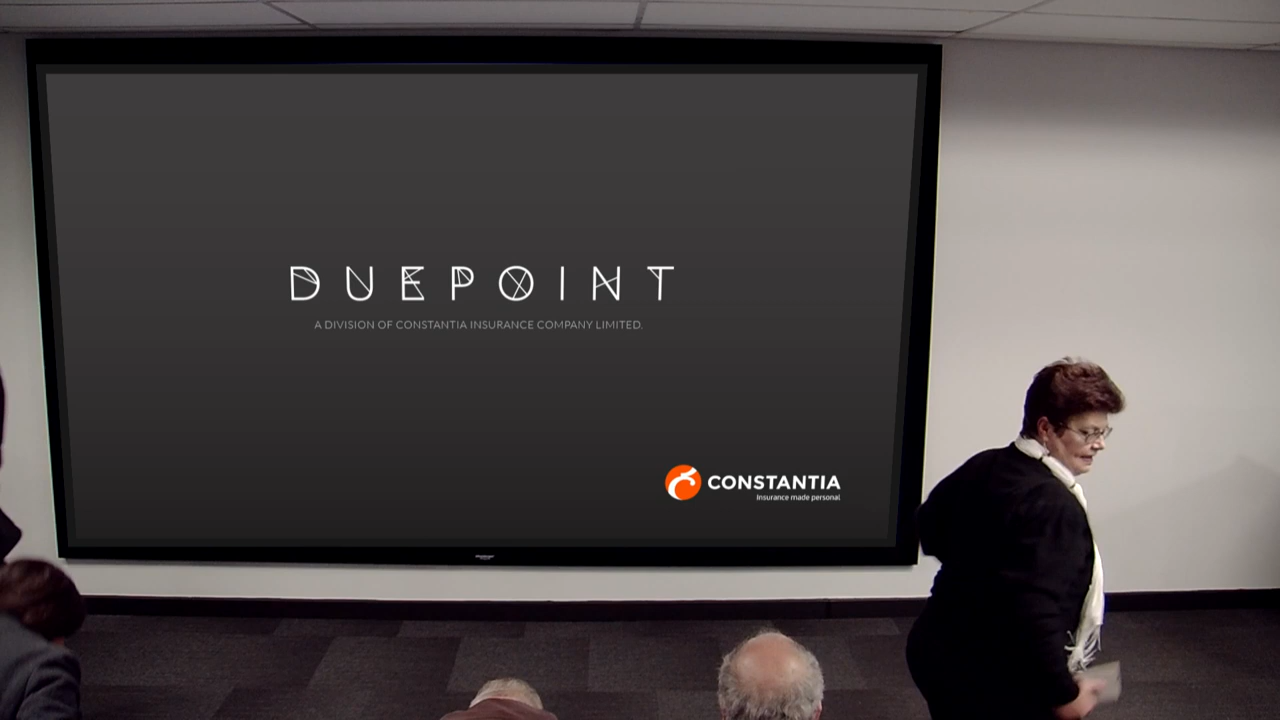 DUEPOINT
A DIVISION OF CONSTANTIA INSURANCE COMPANY LIMITED.
CONSTANTIA
Insurance made personal